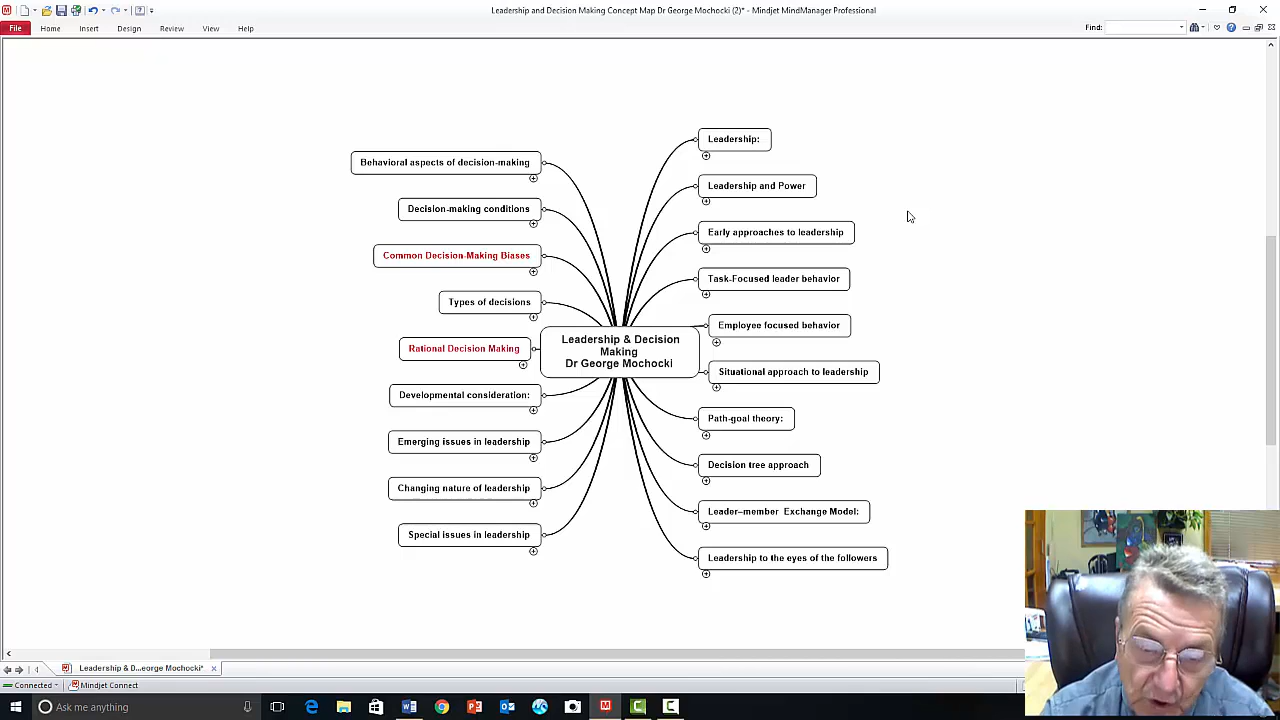 Leadership and Decision Making Concept Map Dr George Mochocki (2)* - Mindjet MindManager Professional
File Home Insert Design Review View Help Find:
Leadership:
Behavioral aspects of decision-making
Leadership and Power
Decision-making conditions
Early approaches to leadership
Common Decision-Making Biases
Task-Focused leader behavior
Types of decisions
Employee focused behavior
Leadership & Decision
Making
Dr George Mochocki
Rational Decision Making
Situational approach to leadership
Developmental consideration:
Path-goal theory:
Emerging issues in leadership
Decision tree approach
Changing nature of leadership
Leader–member Exchange Model:
Special issues in leadership
Leadership to the eyes of the followers
Leadership & D...eorge Mochocki*
Connected Mindjet Connect
Ask me anything